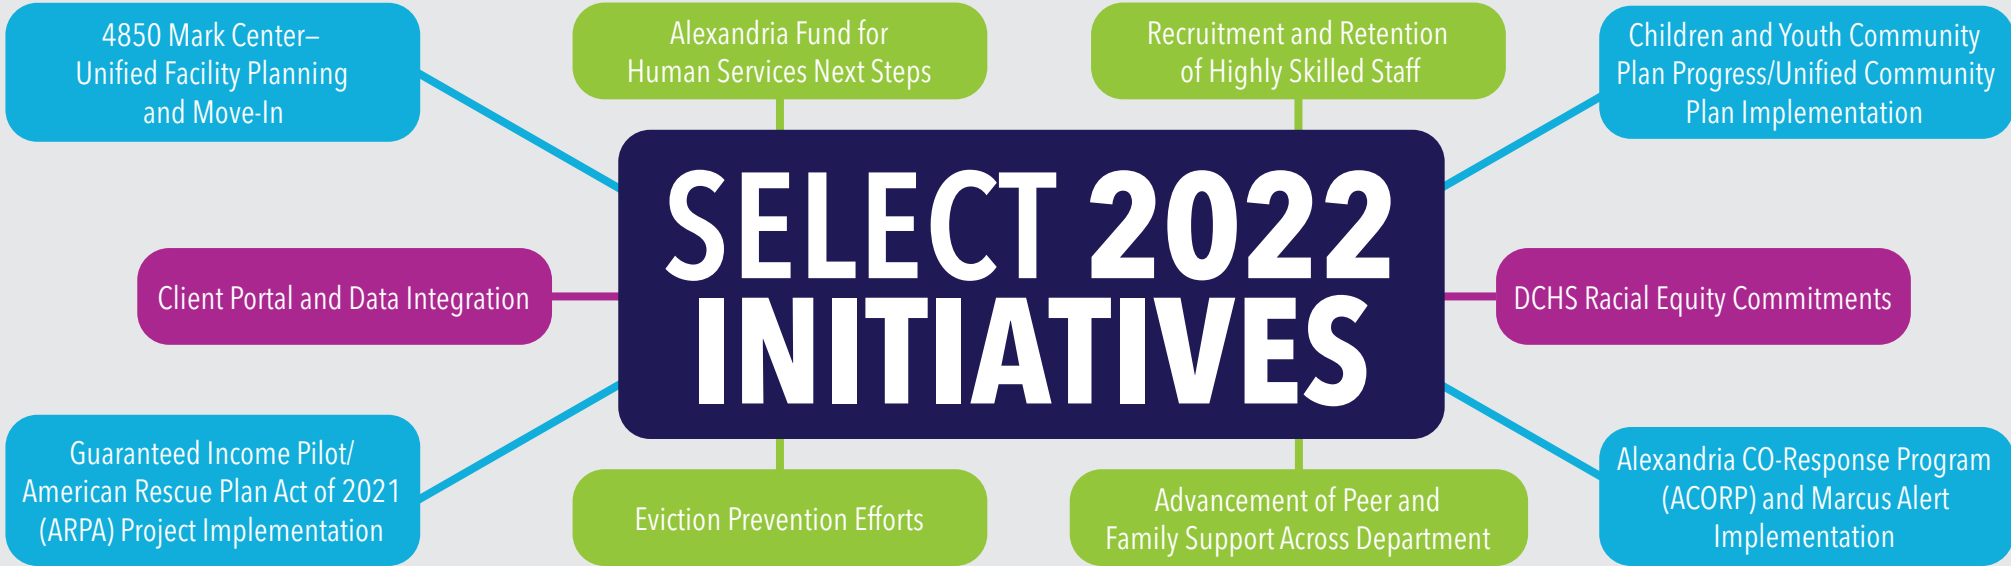 4850 Mark Center–
Unified Facility Planning
and Move-In
Alexandria Fund for
Human Services Next Steps
Recruitment and Retention
of Highly Skilled Staff
Children and Youth Community
Plan Progress/Unified Community
Plan Implementation
SELECT 2022
INITIATIVES
Client Portal and Data Integration
DCHS Racial Equity Commitments
Guaranteed Income Pilot/
American Rescue Plan Act of 2021
(ARPA) Project Implementation
Eviction Prevention Efforts
Advancement of Peer and
Family Support Across Department
Alexandria CO-Response Program
(ACORP) and Marcus Alert
Implementation